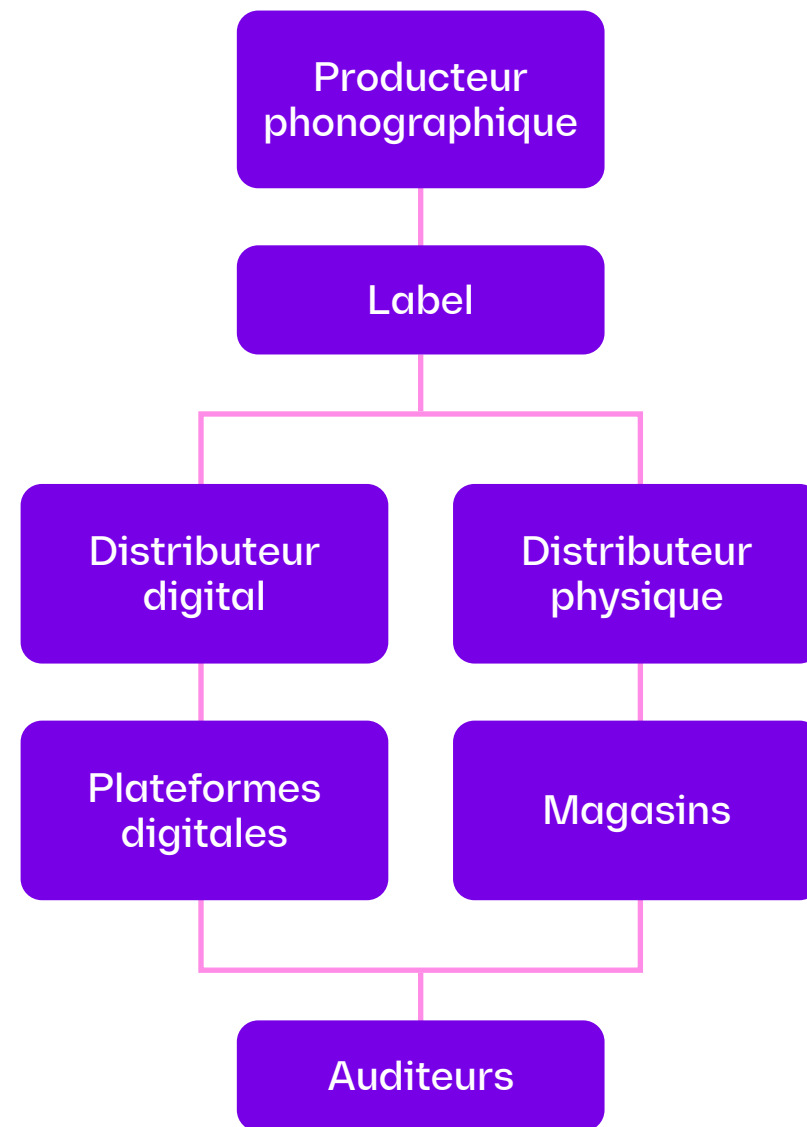 Producteur
phonographique
Label
Distributeur
digital
Distributeur
physique
Plateformes
digitales
Magasins
Auditeurs